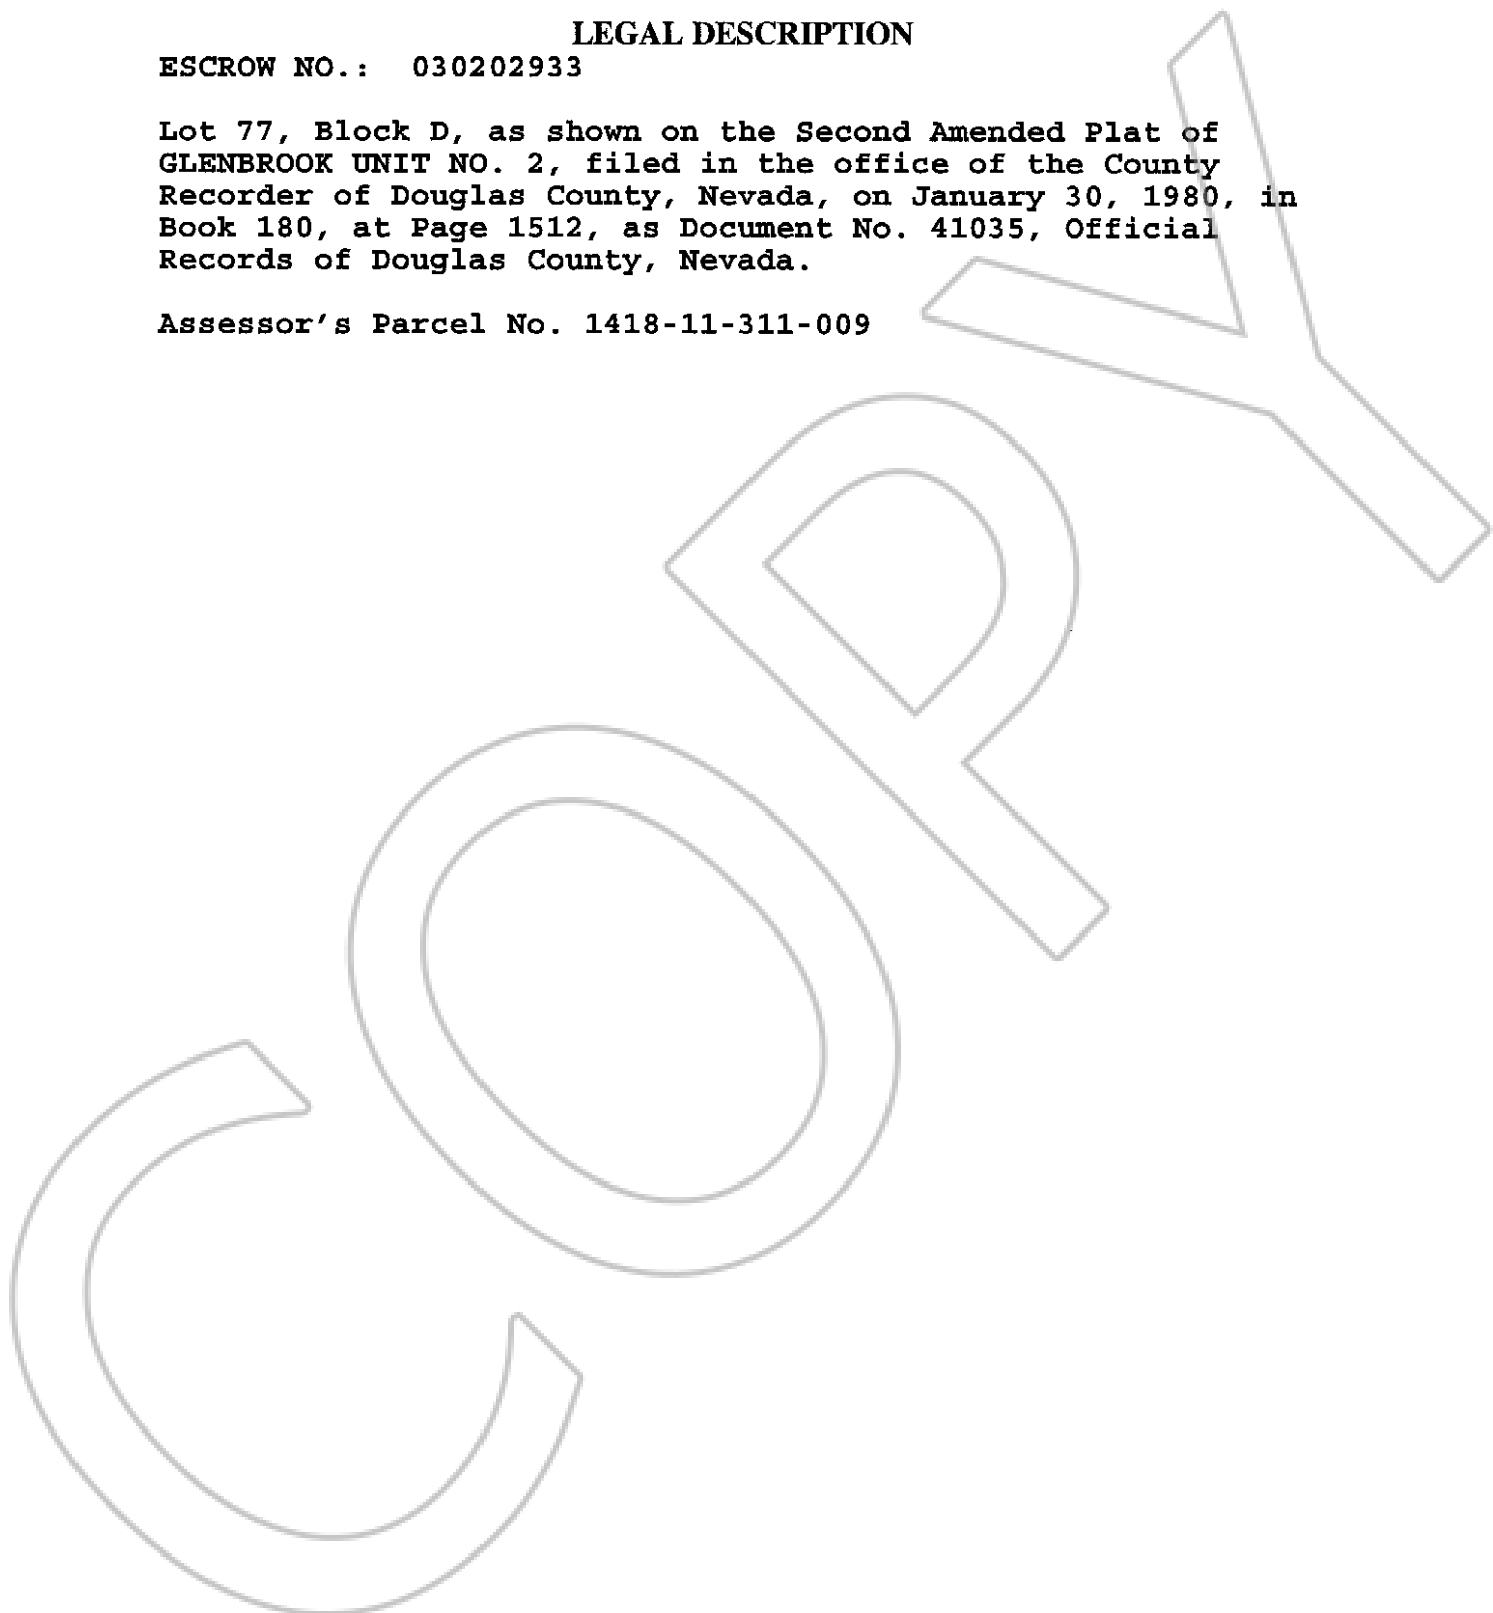 LEGAL DESCRIPTION
ESCROW NO.: 030202933
Lot 77, Block D, as shown on the Second Amended Plat of
GLENBROOK UNIT NO. 2, filed in the office of the County
Recorder of Douglas County, Nevada, on January 30, 1980, in
Book 180, at Page 1512, as Document No. 41035, Official
Records of Douglas County, Nevada.
Assessor's Parcel No. 1418-11-311-009
COPY